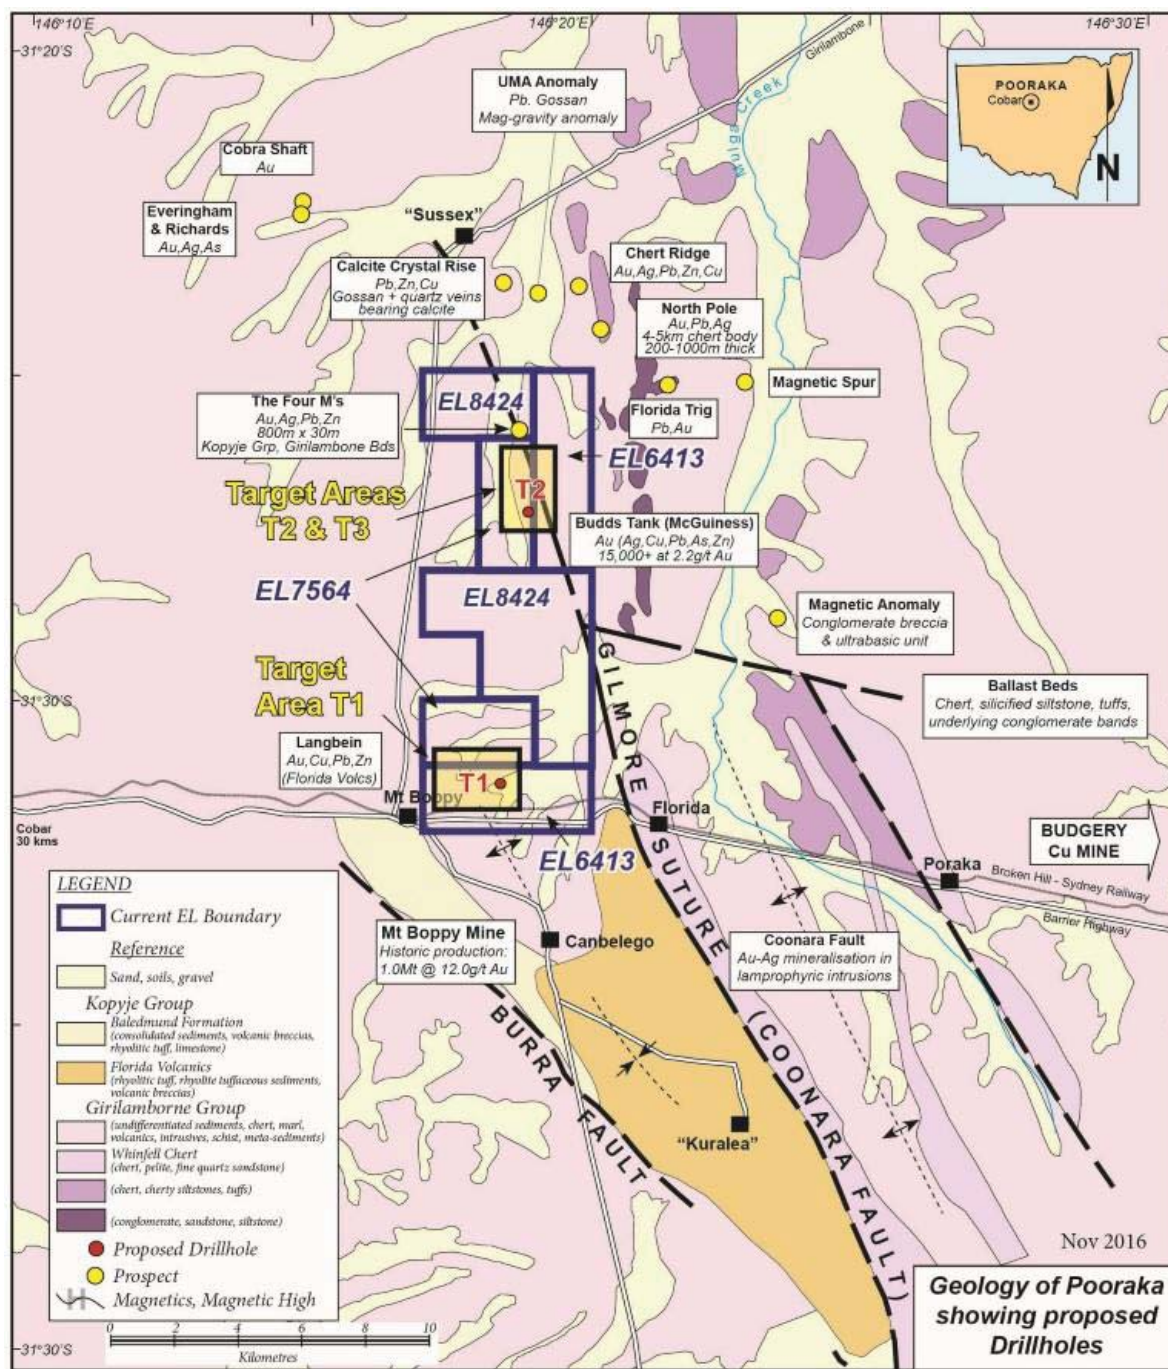 146°10'E
146°20'E
146°30'E
31°20'S
Girilambone
Mulga Creek
POORAKA
Cobar
N
UMA Anomaly
Pb. Gossan
Mag-gravity anomaly
Cobra Shaft
Au
Everingham
& Richards
Au,Ag,As
"Sussex"
Calcite Crystal Rise
Pb,Zn,Cu
Gossan + quartz veins
bearing calcite
Chert Ridge
Au,Ag,Pb,Zn,Cu
North Pole
Au,Pb,Ag
4-5km chert body
200-1000m thick
Magnetic Spur
Florida Trig
Pb,Au
The Four M's
Au,Ag,Pb,Zn
800m x 30m
Kopyje Grp, Girilambone Bds
EL8424
EL6413
Target Areas
T2 & T3
T2
Budds Tank (McGuiness)
Au (Ag,Cu,Pb,As,Zn)
15,000+ at 2.2g/t Au
EL7564
EL8424
Magnetic Anomaly
Conglomerate breccia
& ultrabasic unit
Target
Area T1
31°30'S
Ballast Beds
Chert, silicified siltstone, tuffs,
underlying conglomerate bands
Langbein
Au,Cu,Pb,Zn
(Florida Volcs)
T1
Mt Boppy
Florida
Cobar
30 kms
EL6413
BUDGERY
Cu MINE
Poraka
Broken Hill - Sydney Railway
Barrier Highway
GILMORE SUTURE (COONARA FAULT)
Mt Boppy Mine
Historic production:
1.0Mt @ 12.0g/t Au
Canbelego
Coonara Fault
Au-Ag mineralisation in
lamprophyric intrusions
BURRA FAULT
"Kuralea"
LEGEND
Current EL Boundary
Reference
Sand, soils, gravel
Kopyje Group
Baledmund Formation
(consolidated sediments, volcanic breccias,
rhyolitic tuff, limestone)
Florida Volcanics
(rhyolitic tuff, rhyolite tuffaceous sediments,
volcanic breccias)
Girilamborne Group
(undifferentiated sediments, chert, marl,
volcanics, intrusives, schist, meta-sediments)
Whinfell Chert
(chert, pelite, fine quartz sandstone)
(chert, cherty siltstones, tuffs)
(conglomerate, sandstone, siltstone)
Proposed Drillhole
Prospect
H
Magnetics, Magnetic High
0 2 4 6 8 10
Kilometres
31°30'S
Nov 2016
Geology of Pooraka
showing proposed
Drillholes